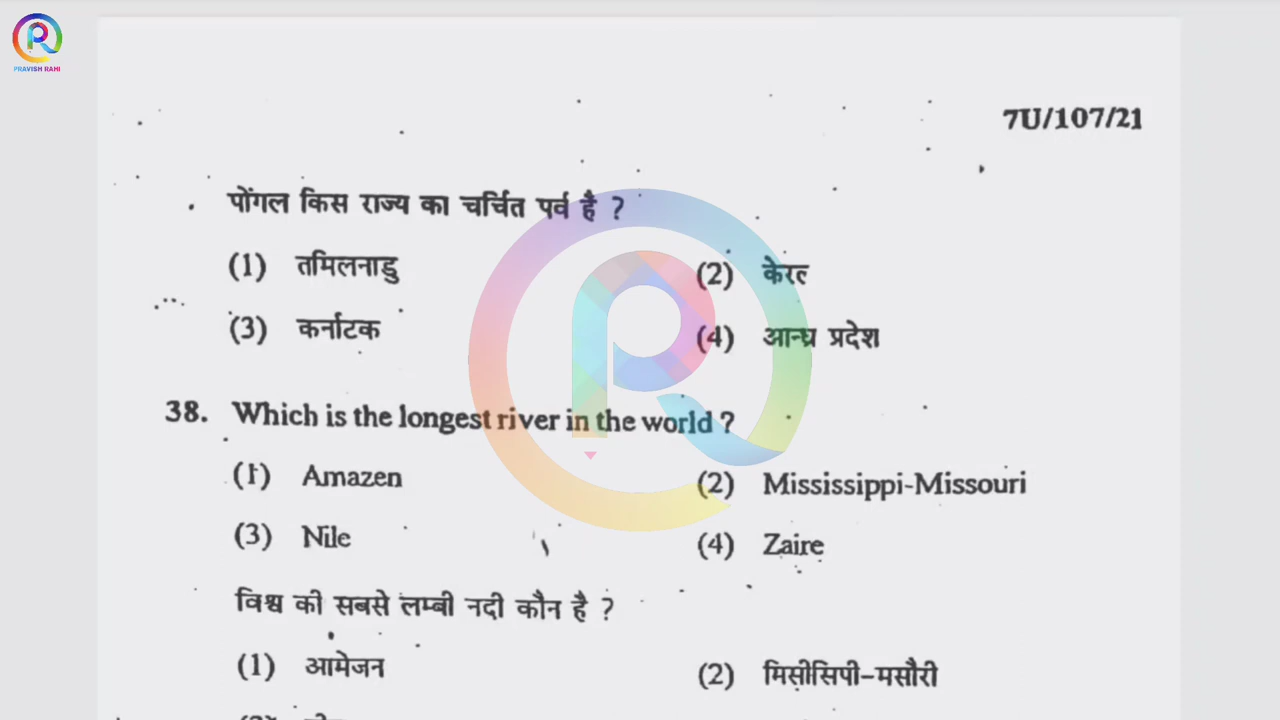 PRAVISH RAHI
7U/107/21
पोंगल किस राज्य का चर्चित पर्व है ?
(1) तमिलनाडु (2) केरल
(3) कर्नाटक (4) आन्ध्र प्रदेश
38. Which is the longest river in the world ?
(1) Amazen (2) Mississippi-Missouri
(3) Nile (4) Zaire
विश्व की सबसे लम्बी नदी कौन है ?
(1) आमेजन (2) मिसीसिपी-मसौरी